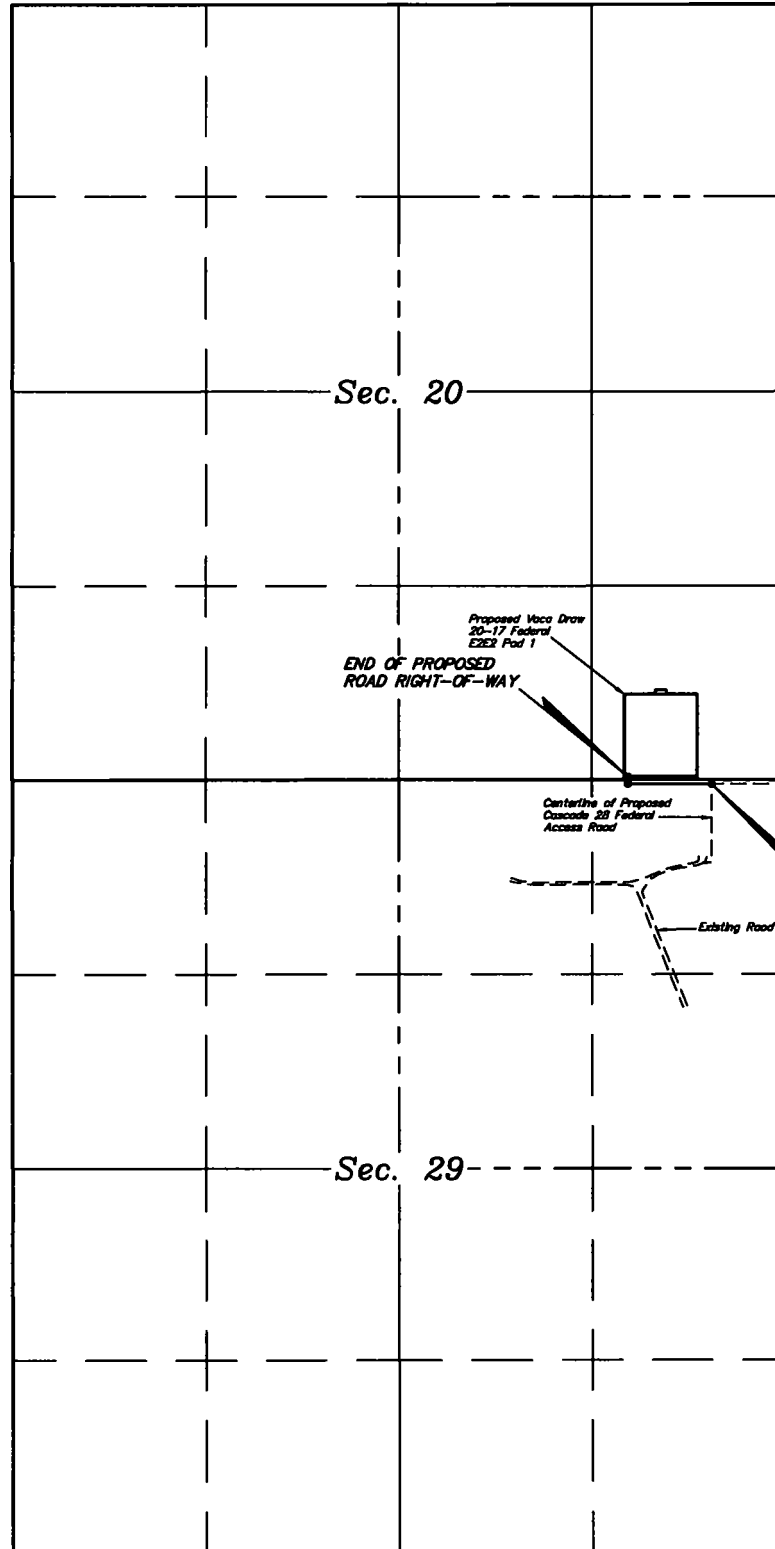 Sec. 20
Proposed Vaca Draw
20-17 Federal
E2E2 Pad 1
END OF PROPOSED
ROAD RIGHT-OF-WAY
Centerline of Proposed
Cascade 28 Federal
Access Road
Existing Road
Sec. 29